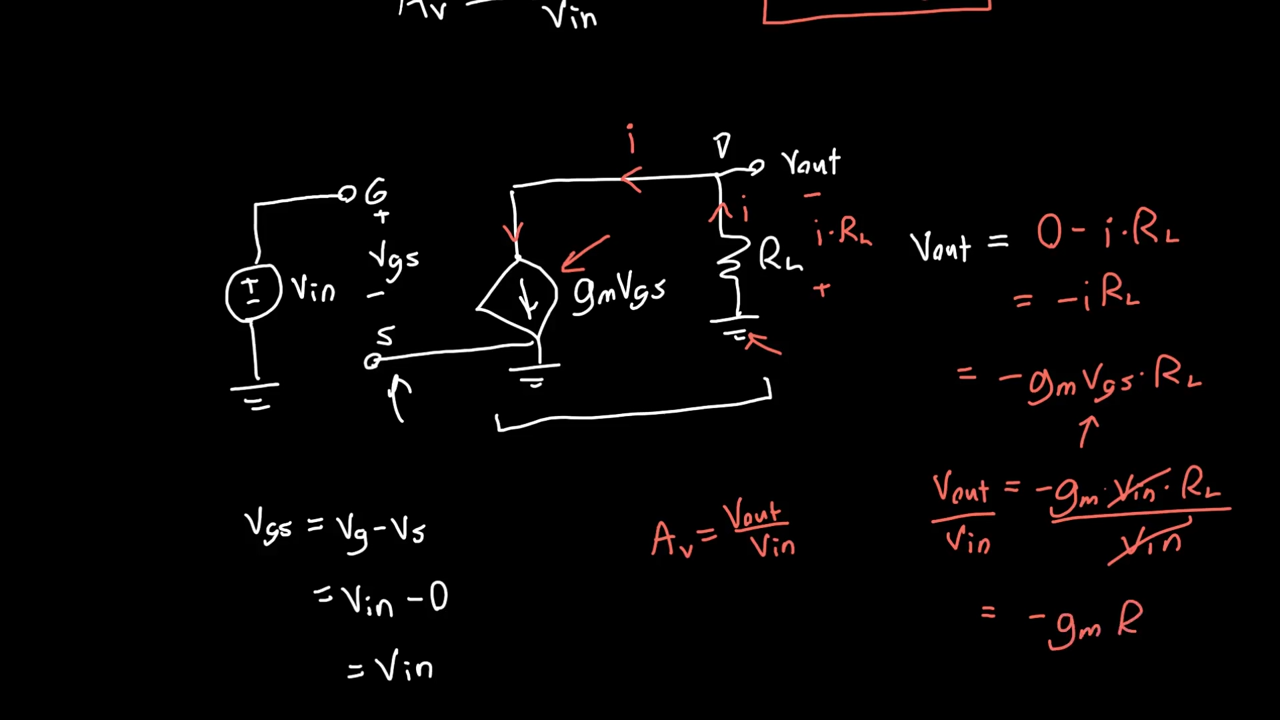 Av — Vin
i
D
Vout
G
+
Vgs
−
S
+
−
Vin
gmVgs
i
RL
−
i·RL
+
Vout = 0 − i·RL
= −iRL
= −gmVgs·RL
Vout/Vin = −gm·Vin·RL/Vin
= −gm R
Vgs = Vg−Vs
= Vin − 0
= Vin
Av = Vout/Vin